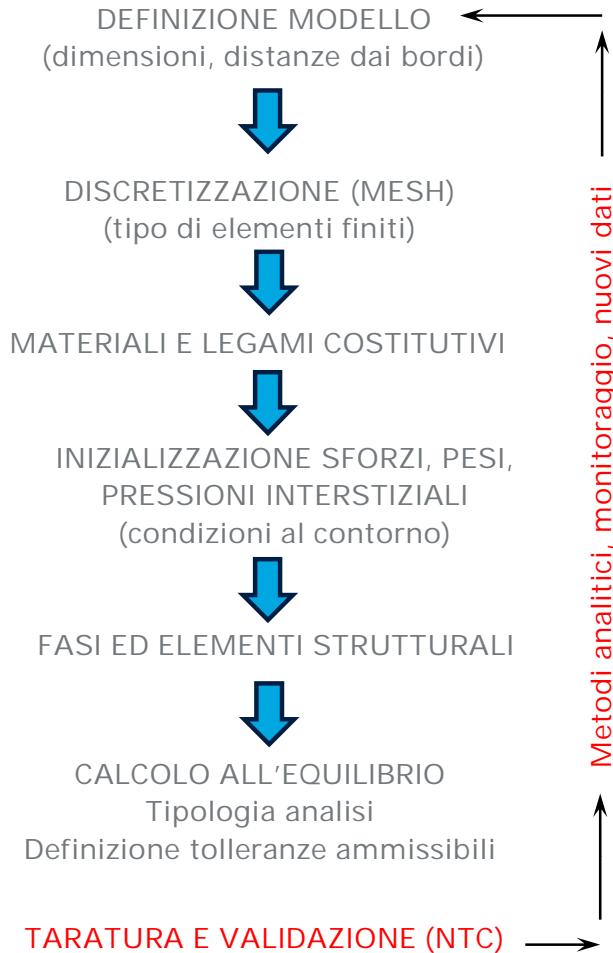 DEFINIZIONE MODELLO
(dimensioni, distanze dai bordi)
DISCRETIZZAZIONE (MESH)
(tipo di elementi finiti)
MATERIALI E LEGAMI COSTITUTIVI
INIZIALIZZAZIONE SFORZI, PESI,
PRESSIONI INTERSTIZIALI
(condizioni al contorno)
FASI ED ELEMENTI STRUTTURALI
CALCOLO ALL'EQUILIBRIO
Tipologia analisi
Definizione tolleranze ammissibili
TARATURA E VALIDAZIONE (NTC)
Metodi analitici, monitoraggio, nuovi dati